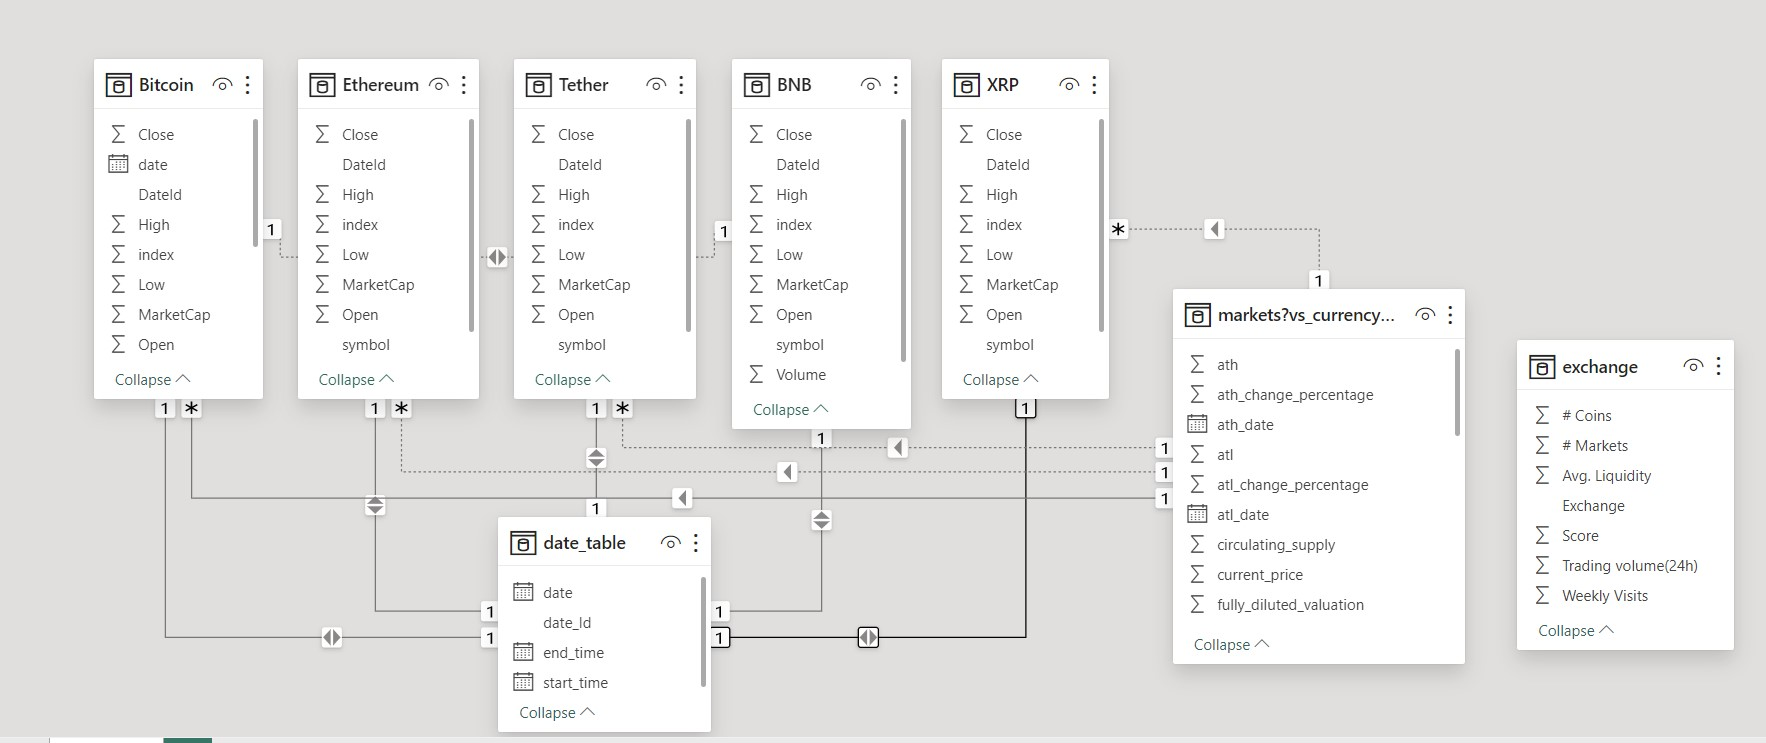 Bitcoin
Close
date
DateId
High
index
Low
MarketCap
Open
Collapse
Ethereum
Close
DateId
High
index
Low
MarketCap
Open
symbol
Collapse
Tether
Close
DateId
High
index
Low
MarketCap
Open
symbol
Collapse
BNB
Close
DateId
High
index
Low
MarketCap
Open
symbol
Volume
Collapse
XRP
Close
DateId
High
index
Low
MarketCap
Open
symbol
Collapse
markets?vs_currency...
ath
ath_change_percentage
ath_date
atl
atl_change_percentage
atl_date
circulating_supply
current_price
fully_diluted_valuation
Collapse
exchange
# Coins
# Markets
Avg. Liquidity
Exchange
Score
Trading volume(24h)
Weekly Visits
Collapse
date_table
date
date_Id
end_time
start_time
Collapse
1
1
*
1
1
*
1
*
1
*
1
1
1
1
1
1
1
1
1
1